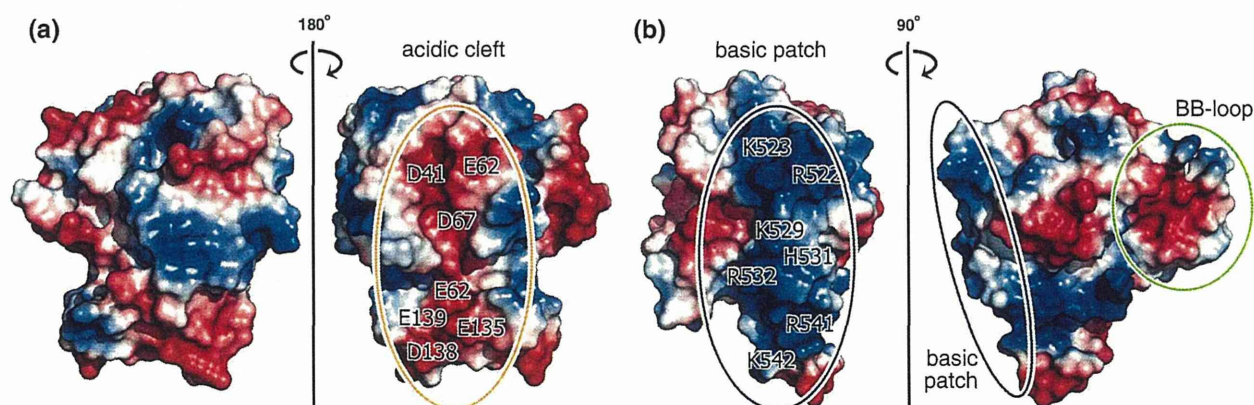 (a)
180°
acidic cleft
D41
E62
D67
E62
E139
E135
D138
(b)
basic patch
K523
R522
K529
H531
R532
R541
K542
90°
BB-loop
basic
patch